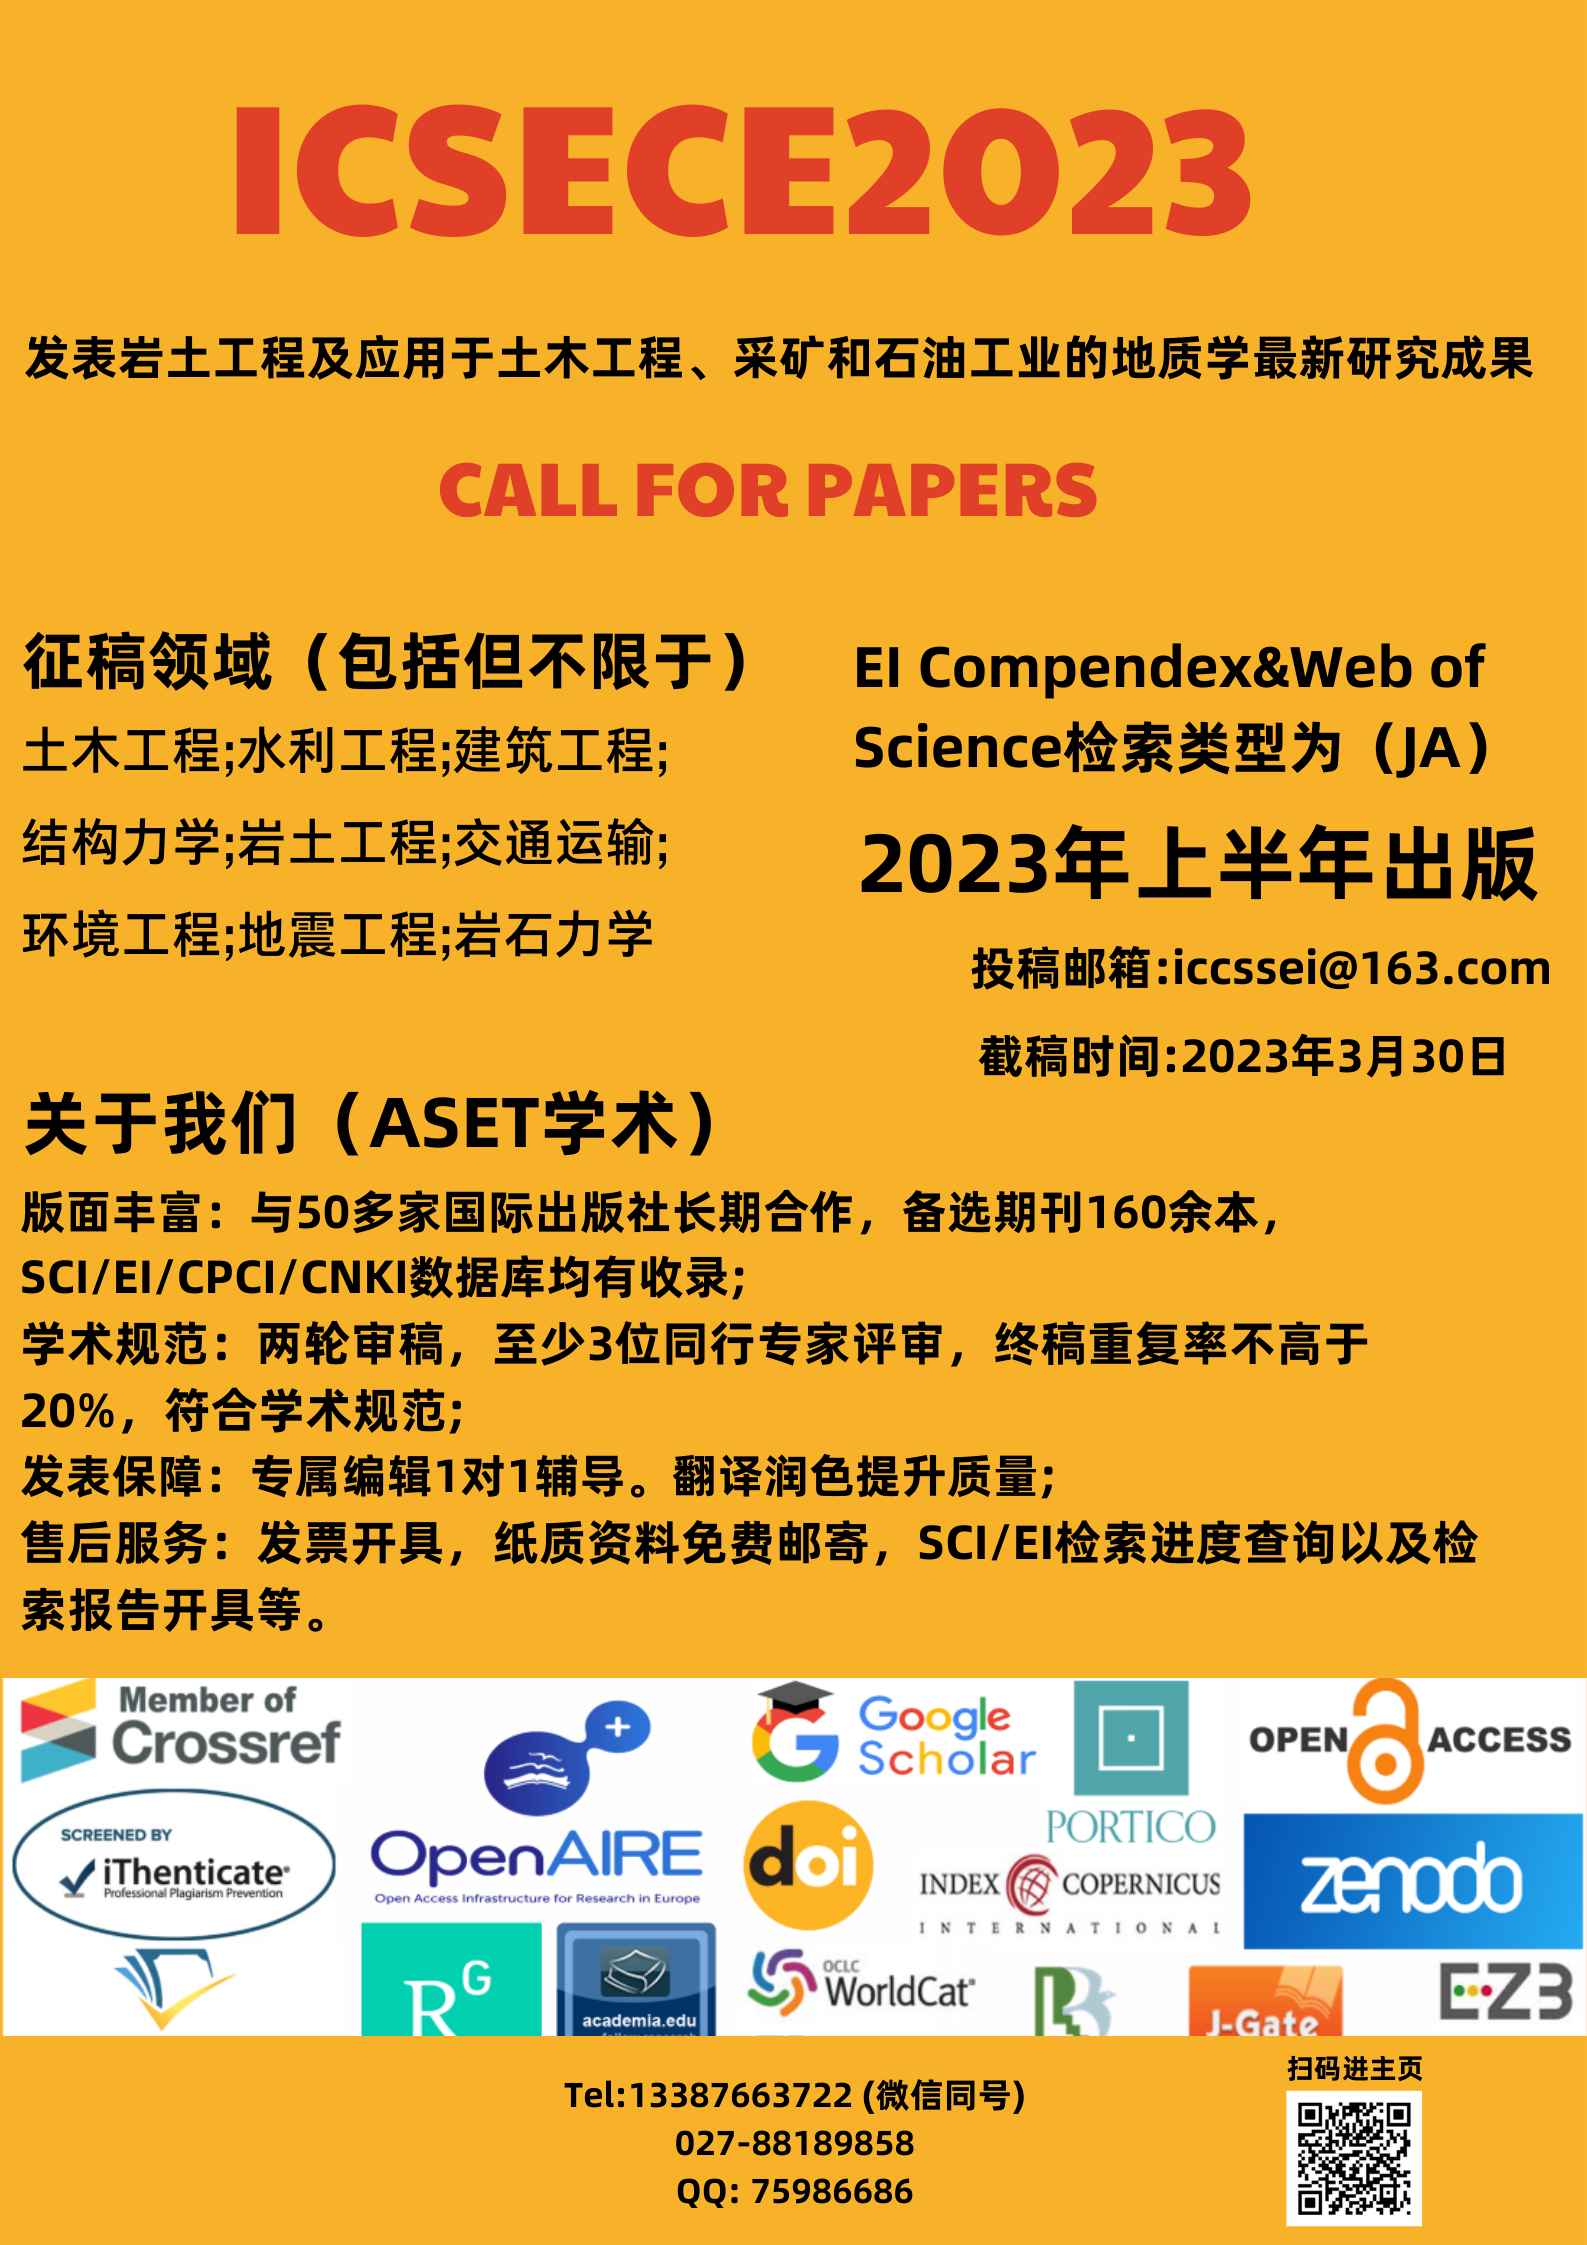 ICSECE2023
发表岩土工程及应用于土木工程、采矿和石油工业的地质学最新研究成果
CALL FOR PAPERS
征稿领域（包括但不限于）
土木工程;水利工程;建筑工程;
结构力学;岩土工程;交通运输;
环境工程;地震工程;岩石力学
EI Compendex&Web of
Science检索类型为（JA）
2023年上半年出版
投稿邮箱:iccssei@163.com
截稿时间:2023年3月30日
关于我们（ASET学术）
版面丰富：与50多家国际出版社长期合作，备选期刊160余本，
SCI/EI/CPCI/CNKI数据库均有收录；
学术规范：两轮审稿，至少3位同行专家评审，终稿重复率不高于
20%，符合学术规范；
发表保障：专属编辑1对1辅导。翻译润色提升质量；
售后服务：发票开具，纸质资料免费邮寄，SCI/EI检索进度查询以及检
索报告开具等。
Member of
Crossref
Google
Scholar
OPEN ACCESS
PORTICO
SCREENED BY
iThenticate®
Professional Plagiarism Prevention
OpenAIRE
Open Access Infrastructure for Research in Europe
doi
INDEX COPERNICUS
INTERNATIONAL
zenodo
RG
academia.edu
OCLC
WorldCat®
J-Gate
EZB
扫码进主页
Tel:13387663722 (微信同号)
027-88189858
QQ: 75986686